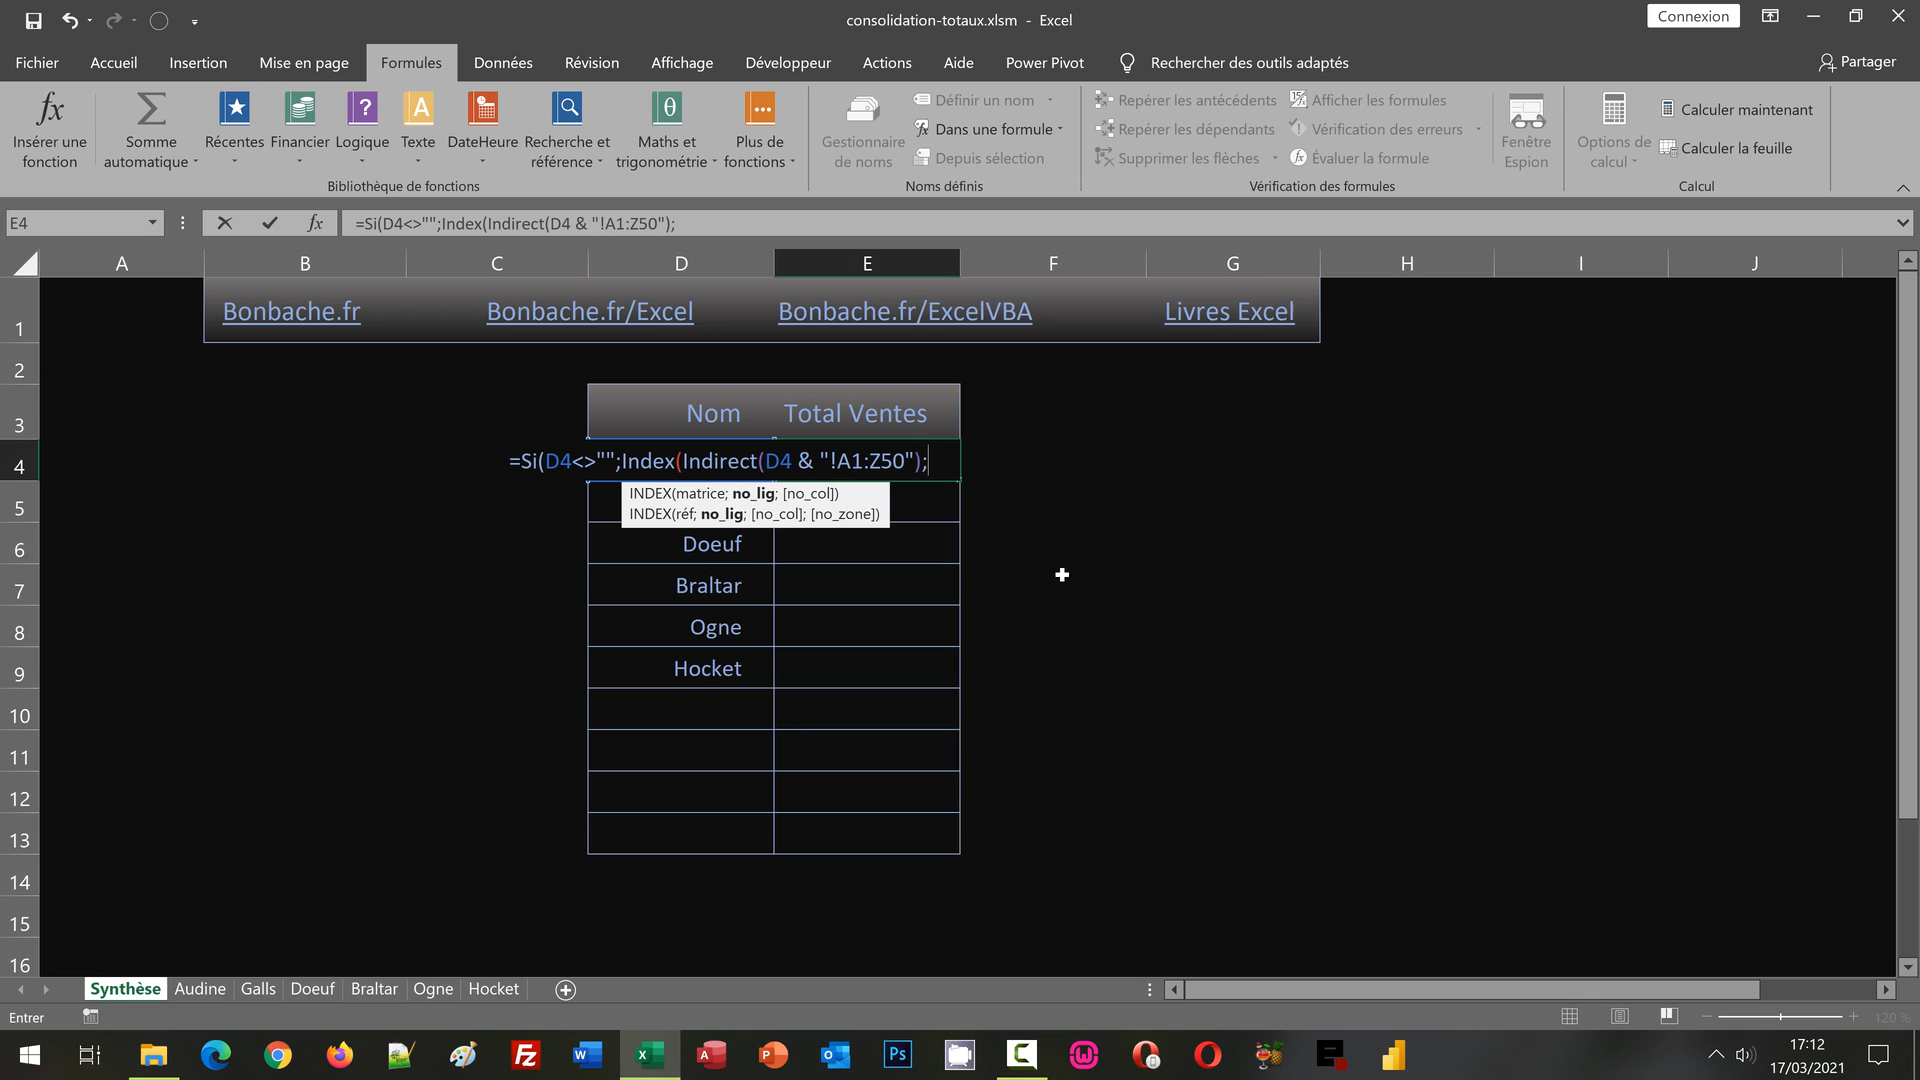 consolidation-totaux.xlsm - Excel
Connexion
Fichier Accueil Insertion Mise en page Formules Données Révision Affichage Développeur Actions Aide Power Pivot Rechercher des outils adaptés Partager
Insérer une fonction
Somme automatique
Récentes
Financier
Logique
Texte
DateHeure
Recherche et référence
Maths et trigonométrie
Plus de fonctions
Bibliothèque de fonctions
Gestionnaire de noms
Définir un nom
Dans une formule
Depuis sélection
Noms définis
Repérer les antécédents
Repérer les dépendants
Supprimer les flèches
Afficher les formules
Vérification des erreurs
Évaluer la formule
Vérification des formules
Fenêtre Espion
Options de calcul
Calculer maintenant
Calculer la feuille
Calcul
E4
fx
=Si(D4<>"";Index(Indirect(D4 & "!A1:Z50");
A B C D E F G H I J
1 Bonbache.fr Bonbache.fr/Excel Bonbache.fr/ExcelVBA Livres Excel
2
3 Nom Total Ventes
4 =Si(D4<>"";Index(Indirect(D4 & "!A1:Z50");
INDEX(matrice; no_lig; [no_col])
5
INDEX(réf; no_lig; [no_col]; [no_zone])
6 Doeuf
7 Braltar
8 Ogne
9 Hocket
10
11
12
13
14
15
16
Synthèse Audine Galls Doeuf Braltar Ogne Hocket
Entrer
120 %
17:12
17/03/2021